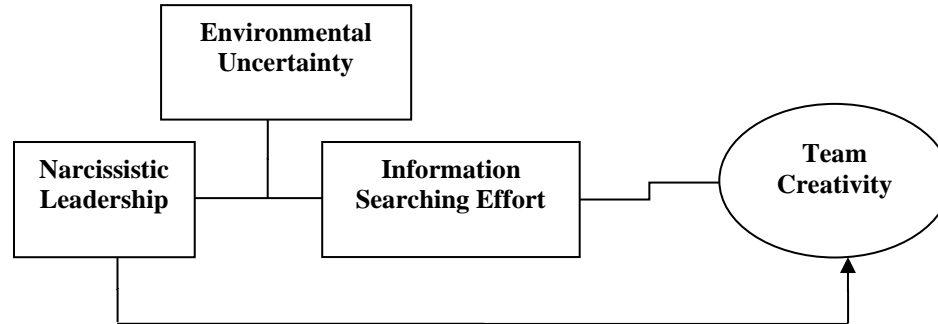 Environmental
Uncertainty
Narcissistic
Leadership
Information
Searching Effort
Team
Creativity